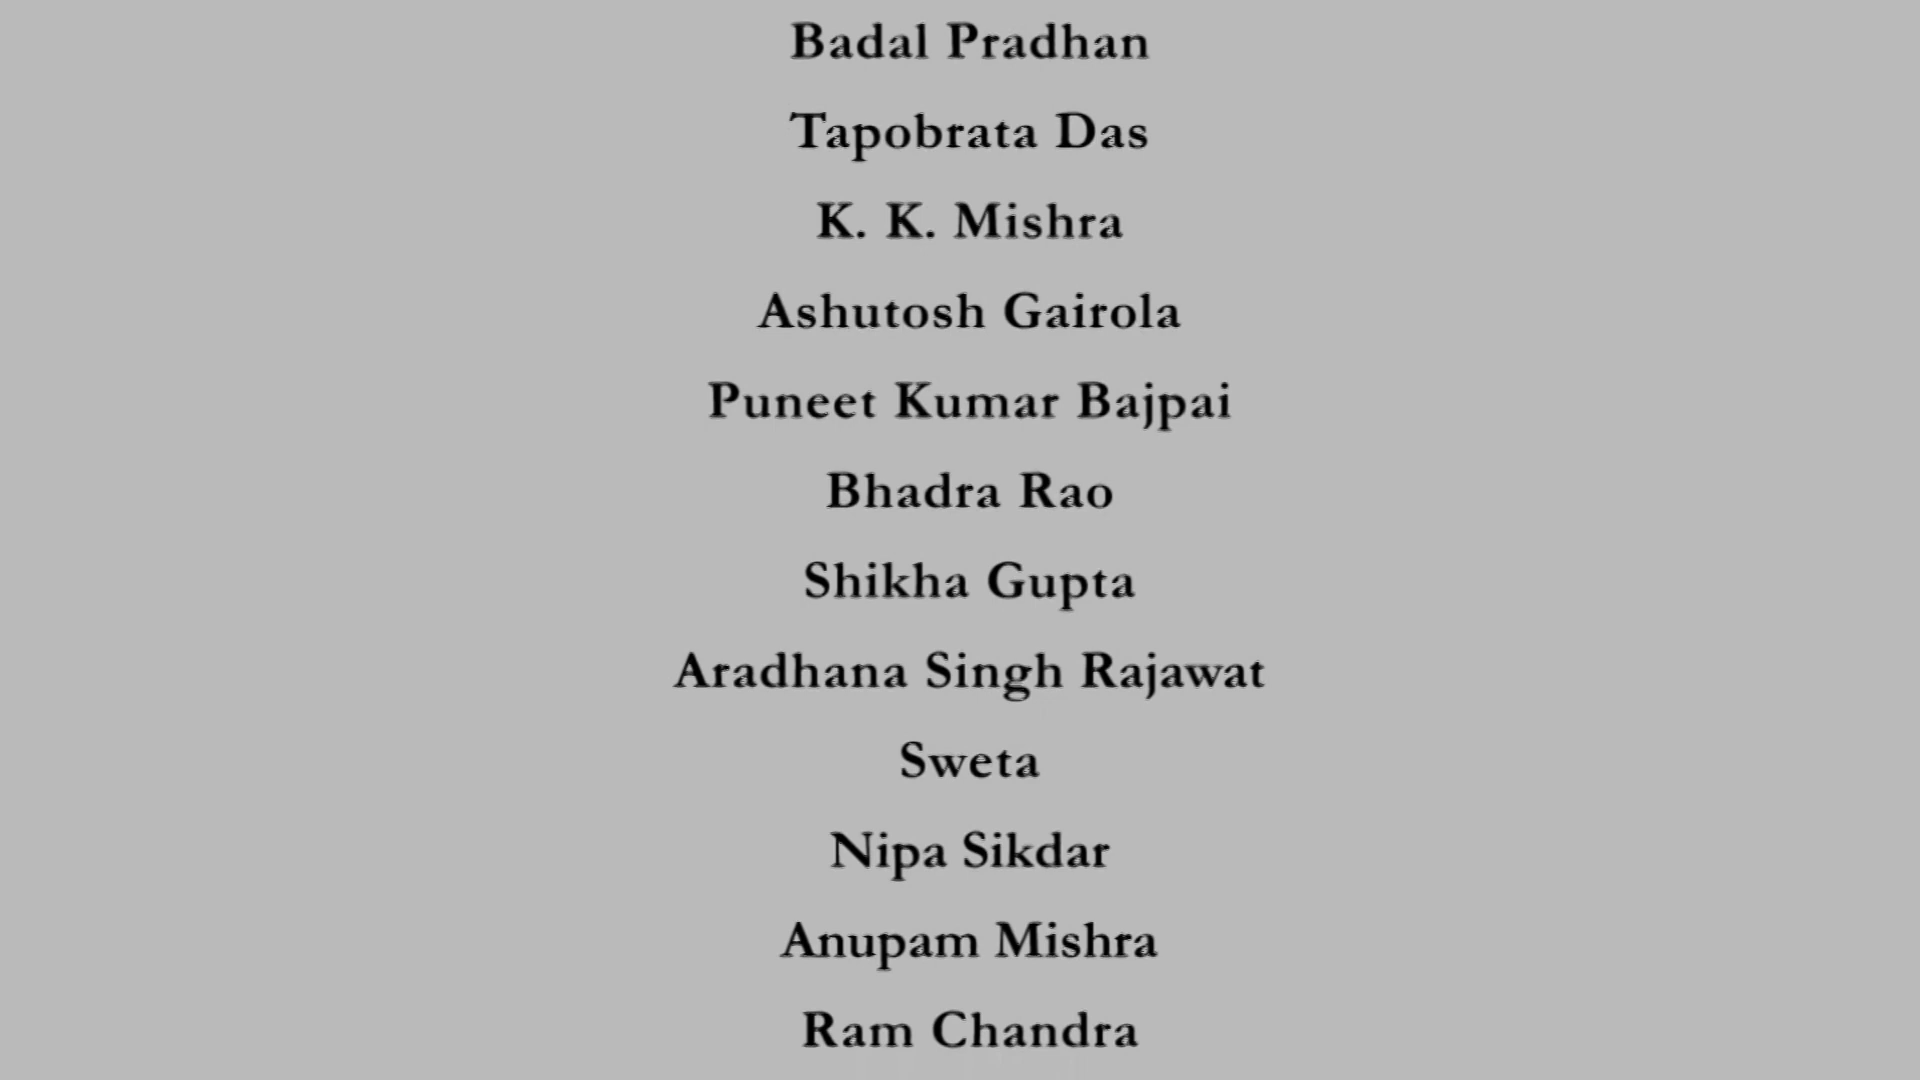 Badal Pradhan
Tapobrata Das
K. K. Mishra
Ashutosh Gairola
Puneet Kumar Bajpai
Bhadra Rao
Shikha Gupta
Aradhana Singh Rajawat
Sweta
Nipa Sikdar
Anupam Mishra
Ram Chandra